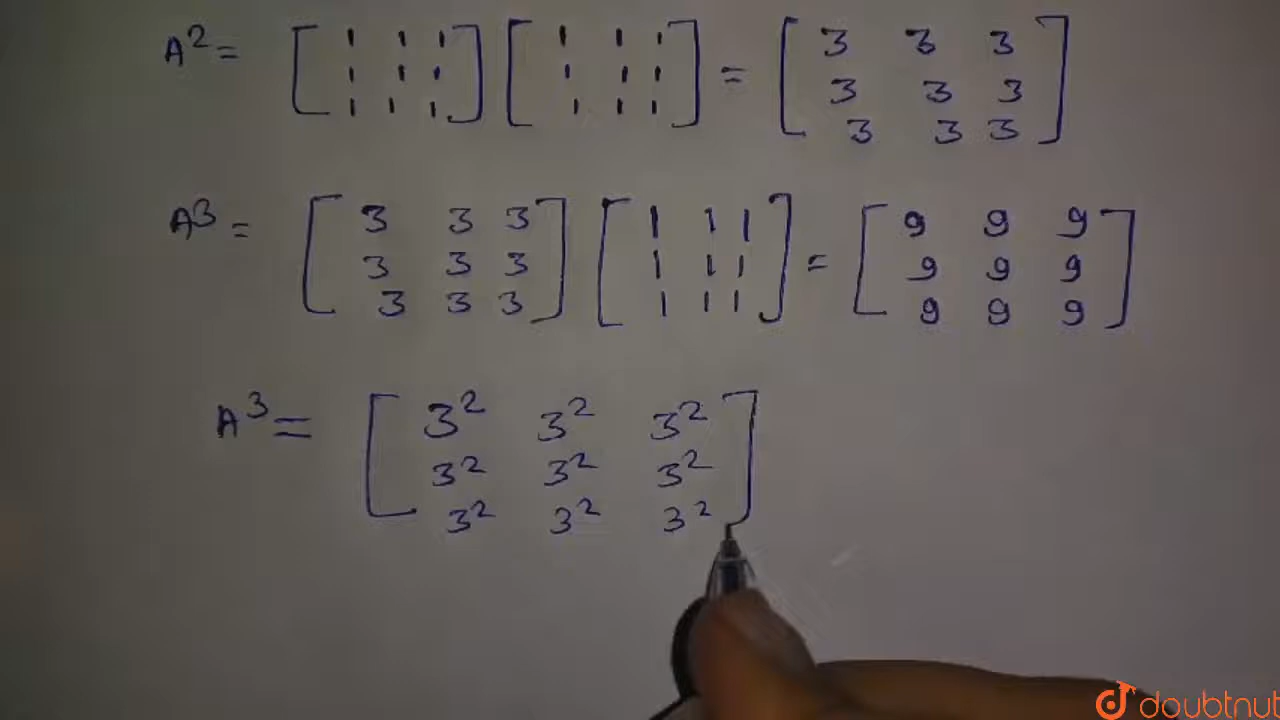 A² = [ 1 1 1 ] [ 1 1 1 ] = [ 3 3 3 ]
1 1 1 1 1 1 3 3 3
1 1 1 1 1 1 3 3 3
A³ = [ 3 3 3 ] [ 1 1 1 ] = [ 9 9 9 ]
3 3 3 1 1 1 9 9 9
3 3 3 1 1 1 9 9 9
A³ = [ 3² 3² 3² ]
3² 3² 3²
3² 3² 3²
doubtnut